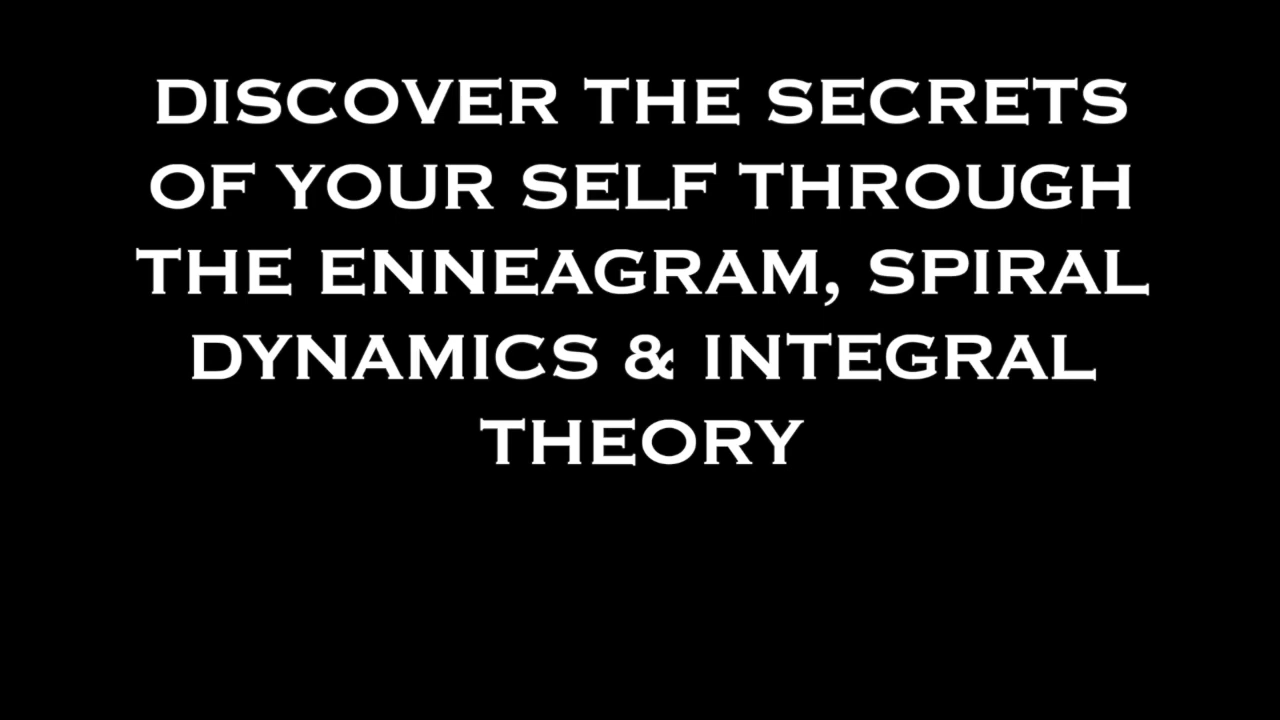 DISCOVER THE SECRETS
OF YOUR SELF THROUGH
THE ENNEAGRAM, SPIRAL
DYNAMICS & INTEGRAL
THEORY